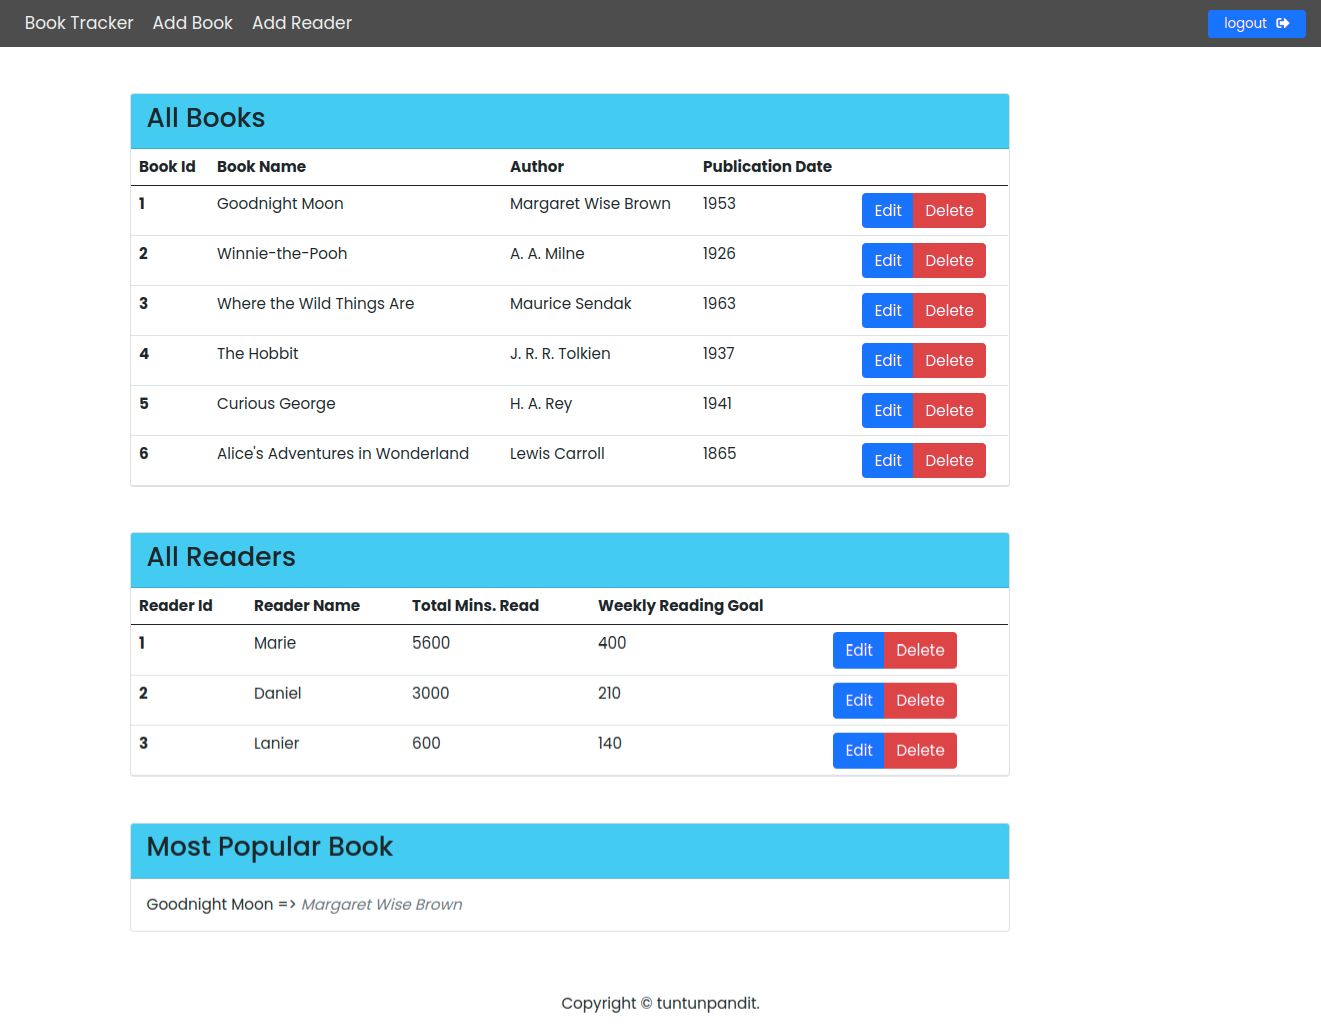 Book Tracker Add Book Add Reader logout
All Books
Book Id Book Name Author Publication Date
1 Goodnight Moon Margaret Wise Brown 1953 Edit Delete
2 Winnie-the-Pooh A. A. Milne 1926 Edit Delete
3 Where the Wild Things Are Maurice Sendak 1963 Edit Delete
4 The Hobbit J. R. R. Tolkien 1937 Edit Delete
5 Curious George H. A. Rey 1941 Edit Delete
6 Alice's Adventures in Wonderland Lewis Carroll 1865 Edit Delete
All Readers
Reader Id Reader Name Total Mins. Read Weekly Reading Goal
1 Marie 5600 400 Edit Delete
2 Daniel 3000 210 Edit Delete
3 Lanier 600 140 Edit Delete
Most Popular Book
Goodnight Moon => Margaret Wise Brown
Copyright © tuntunpandit.